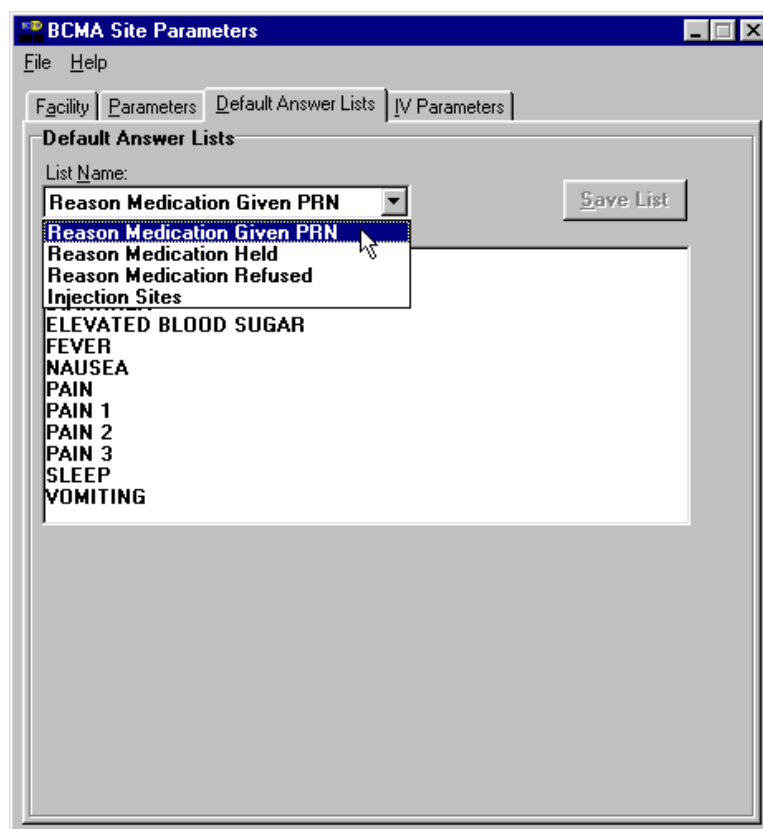 BCMA Site Parameters
File Help
Facility Parameters Default Answer Lists IV Parameters
Default Answer Lists
List Name:
Reason Medication Given PRN
Save List
Reason Medication Given PRN
Reason Medication Held
Reason Medication Refused
Injection Sites
ELEVATED BLOOD SUGAR
FEVER
NAUSEA
PAIN
PAIN 1
PAIN 2
PAIN 3
SLEEP
VOMITING